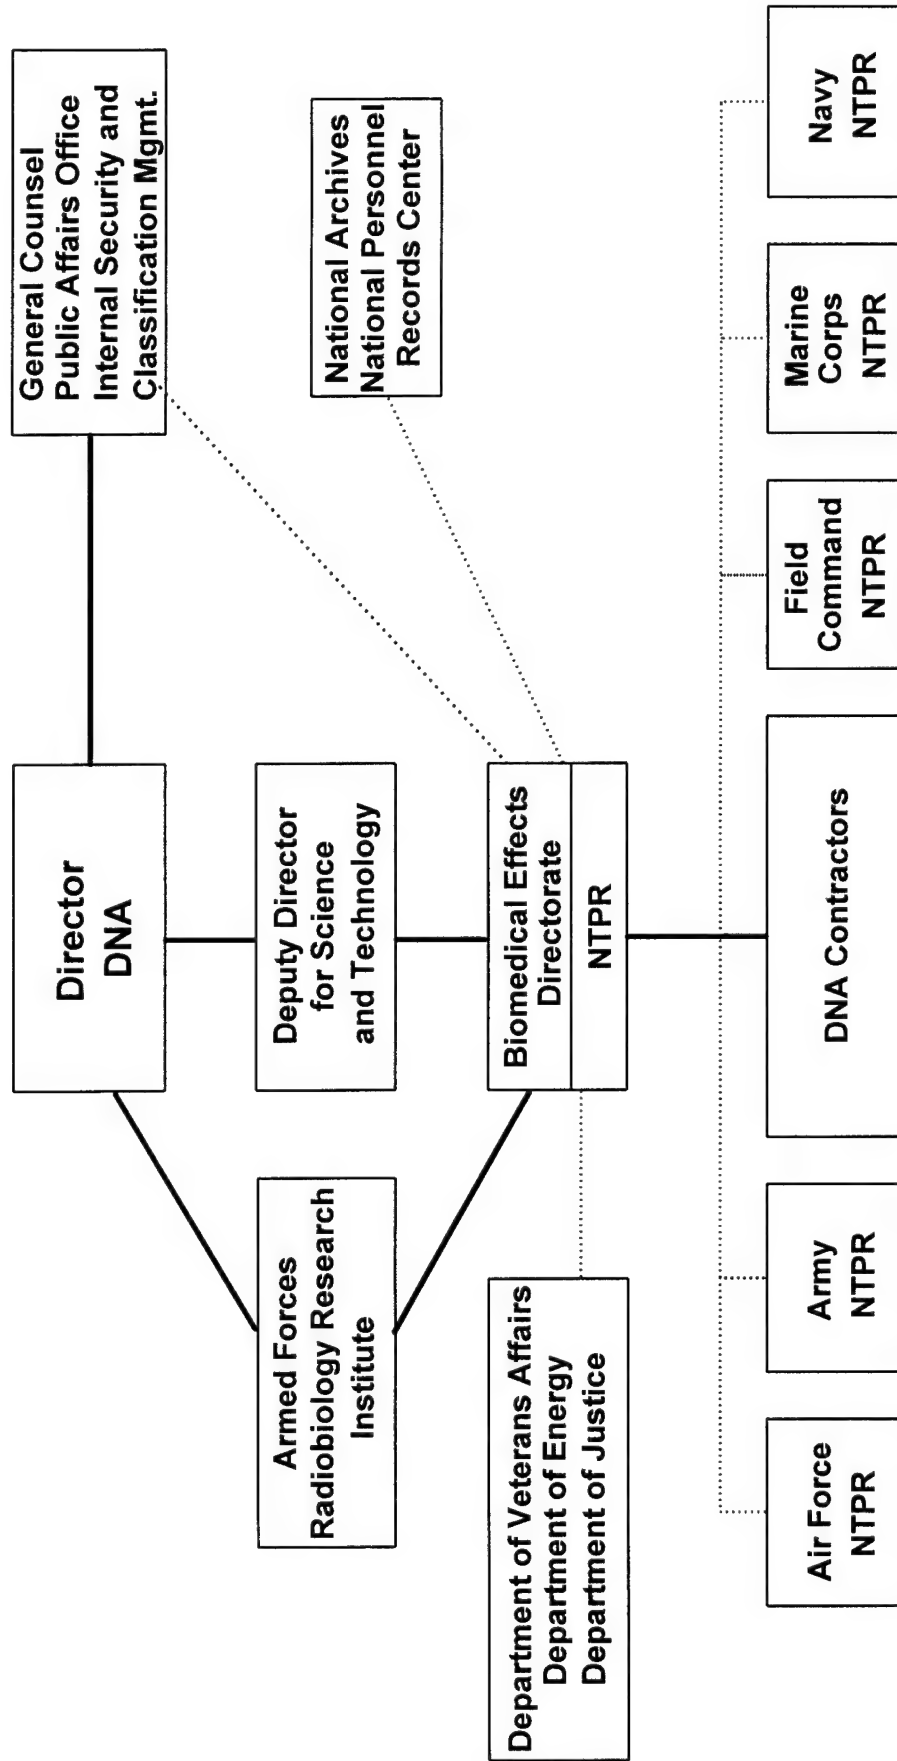 Director
DNA
General Counsel
Public Affairs Office
Internal Security and
Classification Mgmt.
Armed Forces
Radiobiology Research
Institute
Deputy Director
for Science
and Technology
National Archives
National Personnel
Records Center
Department of Veterans Affairs
Department of Energy
Department of Justice
Biomedical Effects
Directorate
NTPR
Air Force
NTPR
Army
NTPR
DNA Contractors
Field
Command
NTPR
Marine
Corps
NTPR
Navy
NTPR